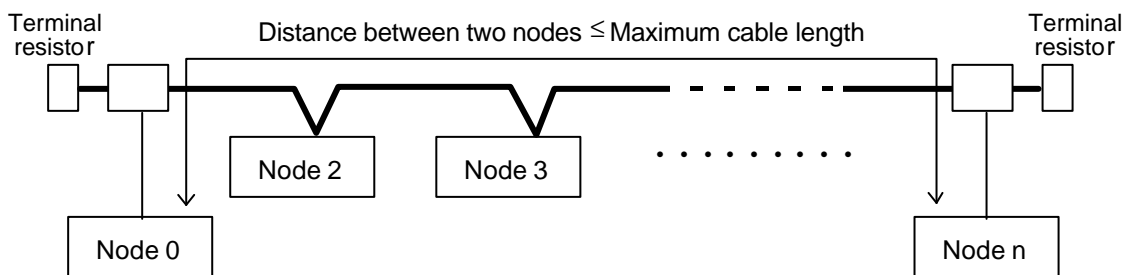 Terminal
resistor
Distance between two nodes ≤ Maximum cable length
Terminal
resistor
Node 2
Node 3
Node 0
Node n